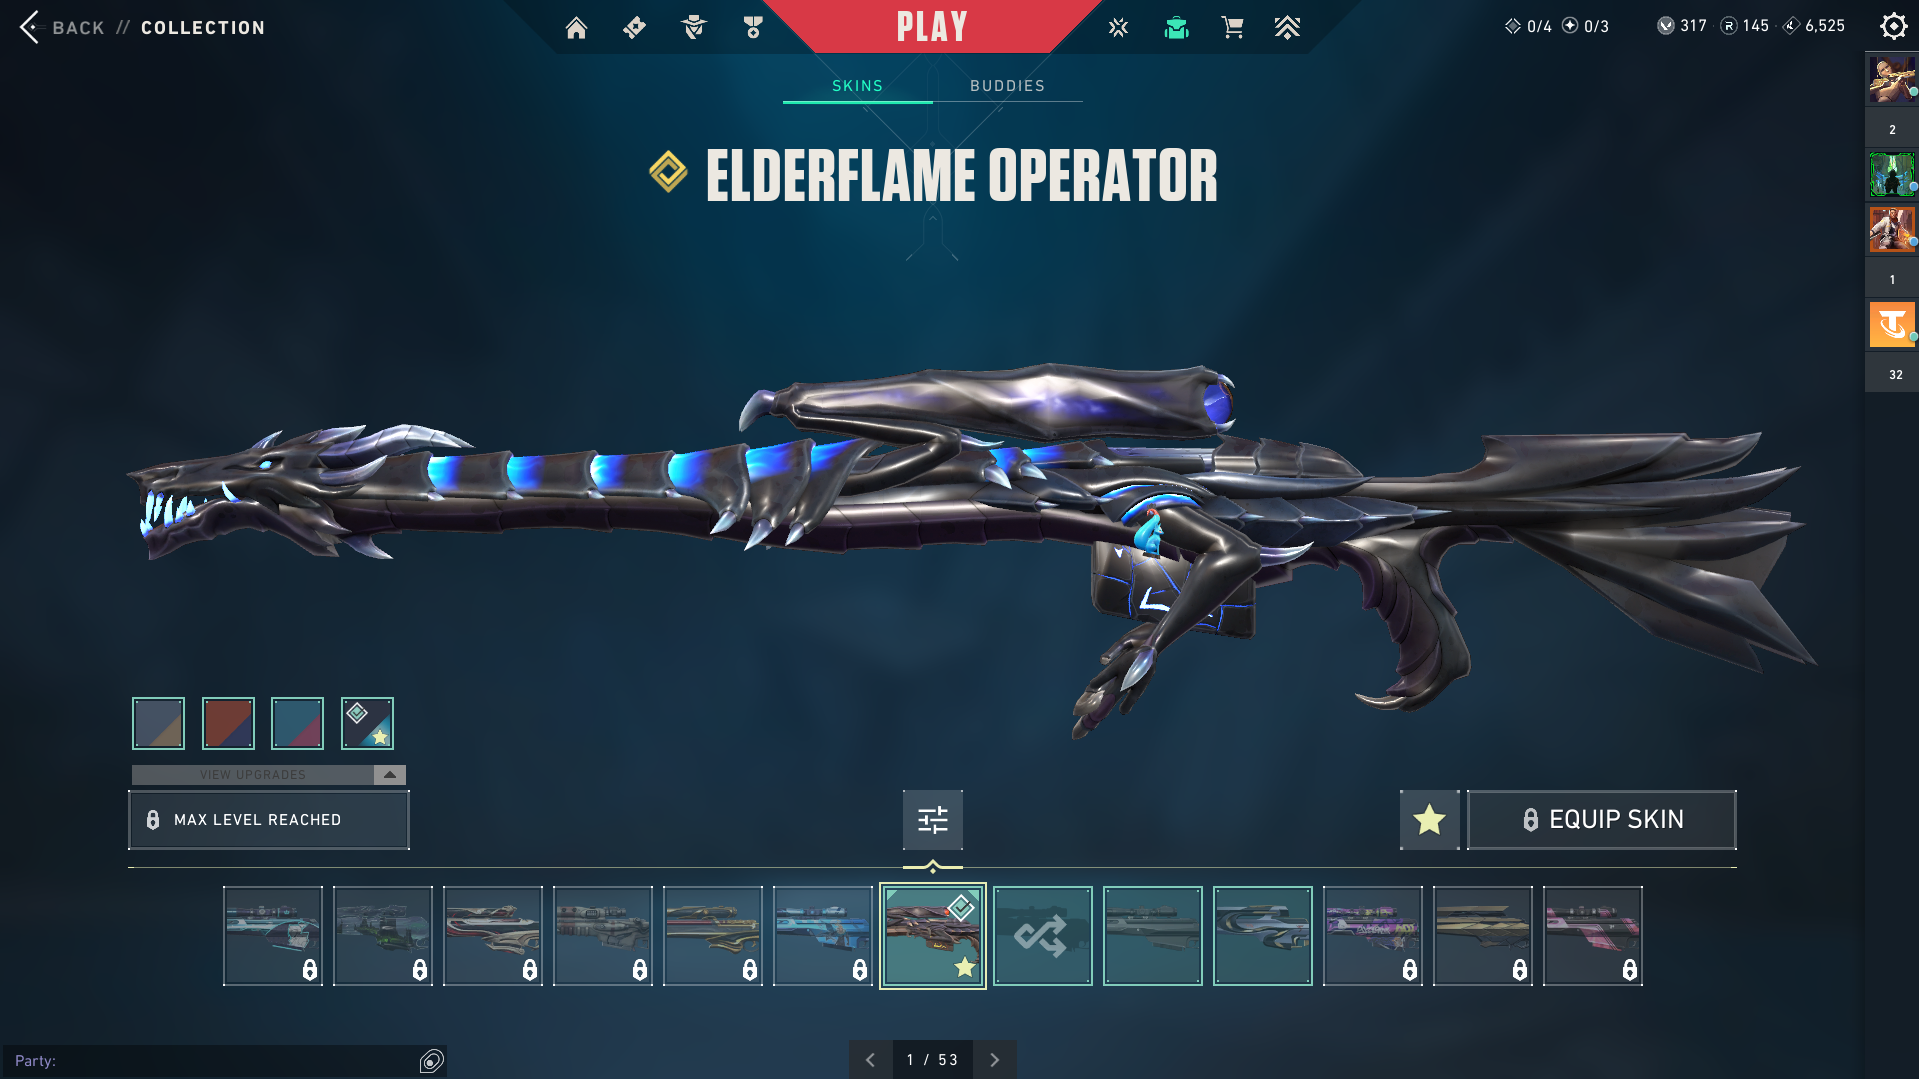 BACK // COLLECTION
PLAY
0/4 0/3 317 R 145 6,525
SKINS BUDDIES
ELDERFLAME OPERATOR
2
1
T
32
VIEW UPGRADES
MAX LEVEL REACHED
EQUIP SKIN
Party:
1 / 53